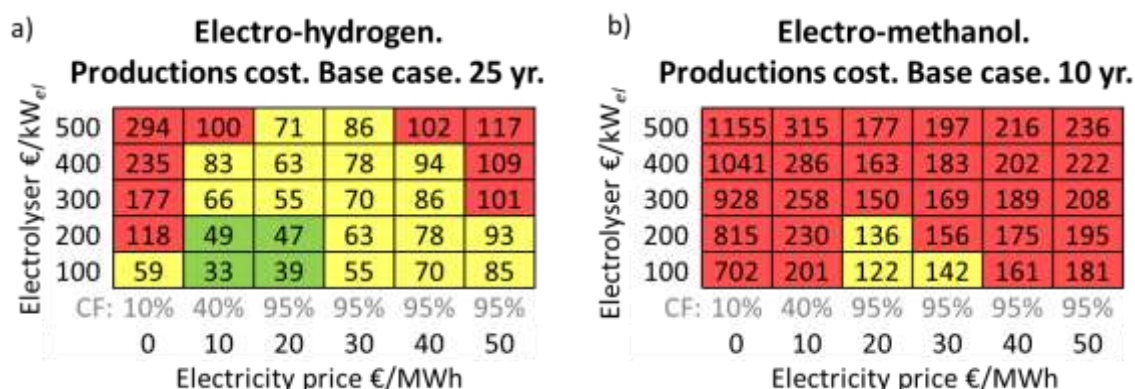 a)
Electro-hydrogen.
Productions cost. Base case. 25 yr.
Electrolyser €/kWel
500 294 100 71 86 102 117
400 235 83 63 78 94 109
300 177 66 55 70 86 101
200 118 49 47 63 78 93
100 59 33 39 55 70 85
CF: 10% 40% 95% 95% 95% 95%
0 10 20 30 40 50
Electricity price €/MWh
b)
Electro-methanol.
Productions cost. Base case. 10 yr.
Electrolyser €/kWel
500 1155 315 177 197 216 236
400 1041 286 163 183 202 222
300 928 258 150 169 189 208
200 815 230 136 156 175 195
100 702 201 122 142 161 181
CF: 10% 40% 95% 95% 95% 95%
0 10 20 30 40 50
Electricity price €/MWh